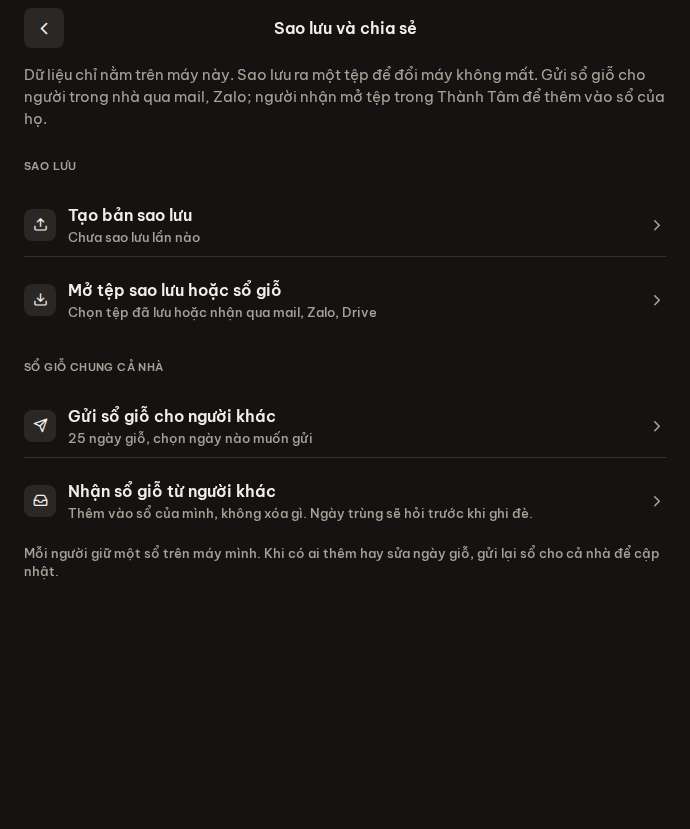 Sao lưu và chia sẻ
Dữ liệu chỉ nằm trên máy này. Sao lưu ra một tệp để đổi máy không mất. Gửi sổ giỗ cho
người trong nhà qua mail, Zalo; người nhận mở tệp trong Thành Tâm để thêm vào sổ của
họ.
SAO LƯU
Tạo bản sao lưu
Chưa sao lưu lần nào
Mở tệp sao lưu hoặc sổ giỗ
Chọn tệp đã lưu hoặc nhận qua mail, Zalo, Drive
SỔ GIỖ CHUNG CẢ NHÀ
Gửi sổ giỗ cho người khác
25 ngày giỗ, chọn ngày nào muốn gửi
Nhận sổ giỗ từ người khác
Thêm vào sổ của mình, không xóa gì. Ngày trùng sẽ hỏi trước khi ghi đè.
Mỗi người giữ một sổ trên máy mình. Khi có ai thêm hay sửa ngày giỗ, gửi lại sổ cho cả nhà để cập
nhật.